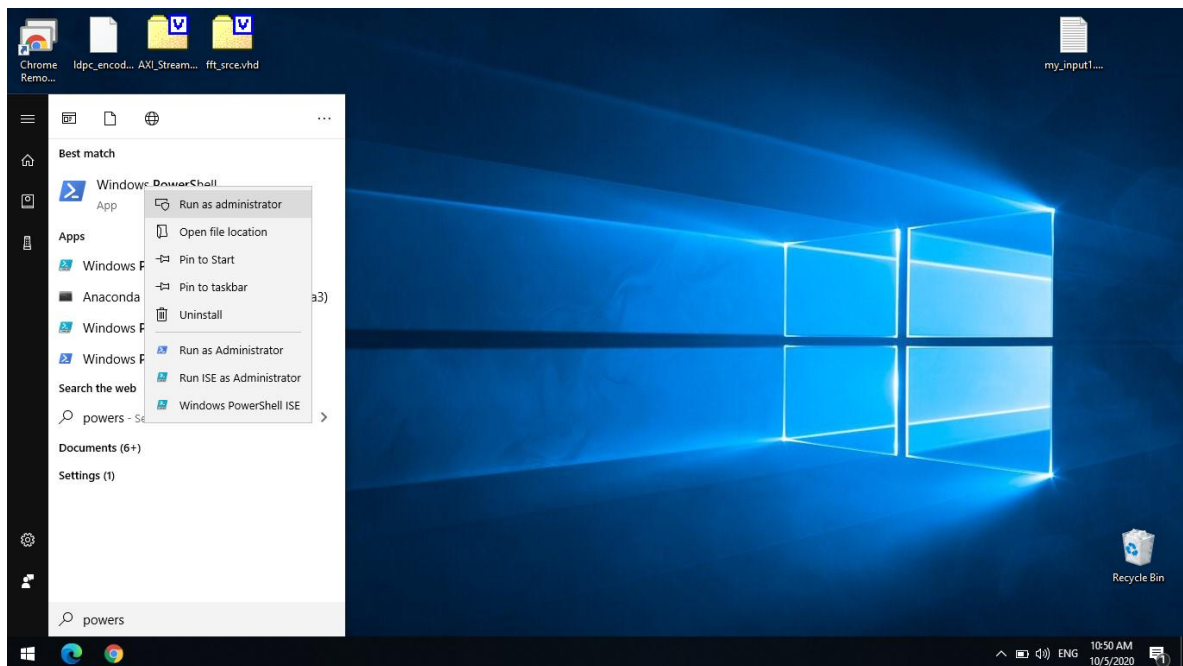 Chrome
Remo...
ldpc_encod...
AXI_Stream...
fft_srce.vhd
my_input1....
Best match
Windows PowerShell
App
Run as administrator
Open file location
Pin to Start
Pin to taskbar
Uninstall
Run as Administrator
Run ISE as Administrator
Windows PowerShell ISE
Apps
Windows P
Anaconda
a3)
Windows P
Windows P
Search the web
powers - Se
Documents (6+)
Settings (1)
powers
Recycle Bin
ENG
10:50 AM
10/5/2020
1